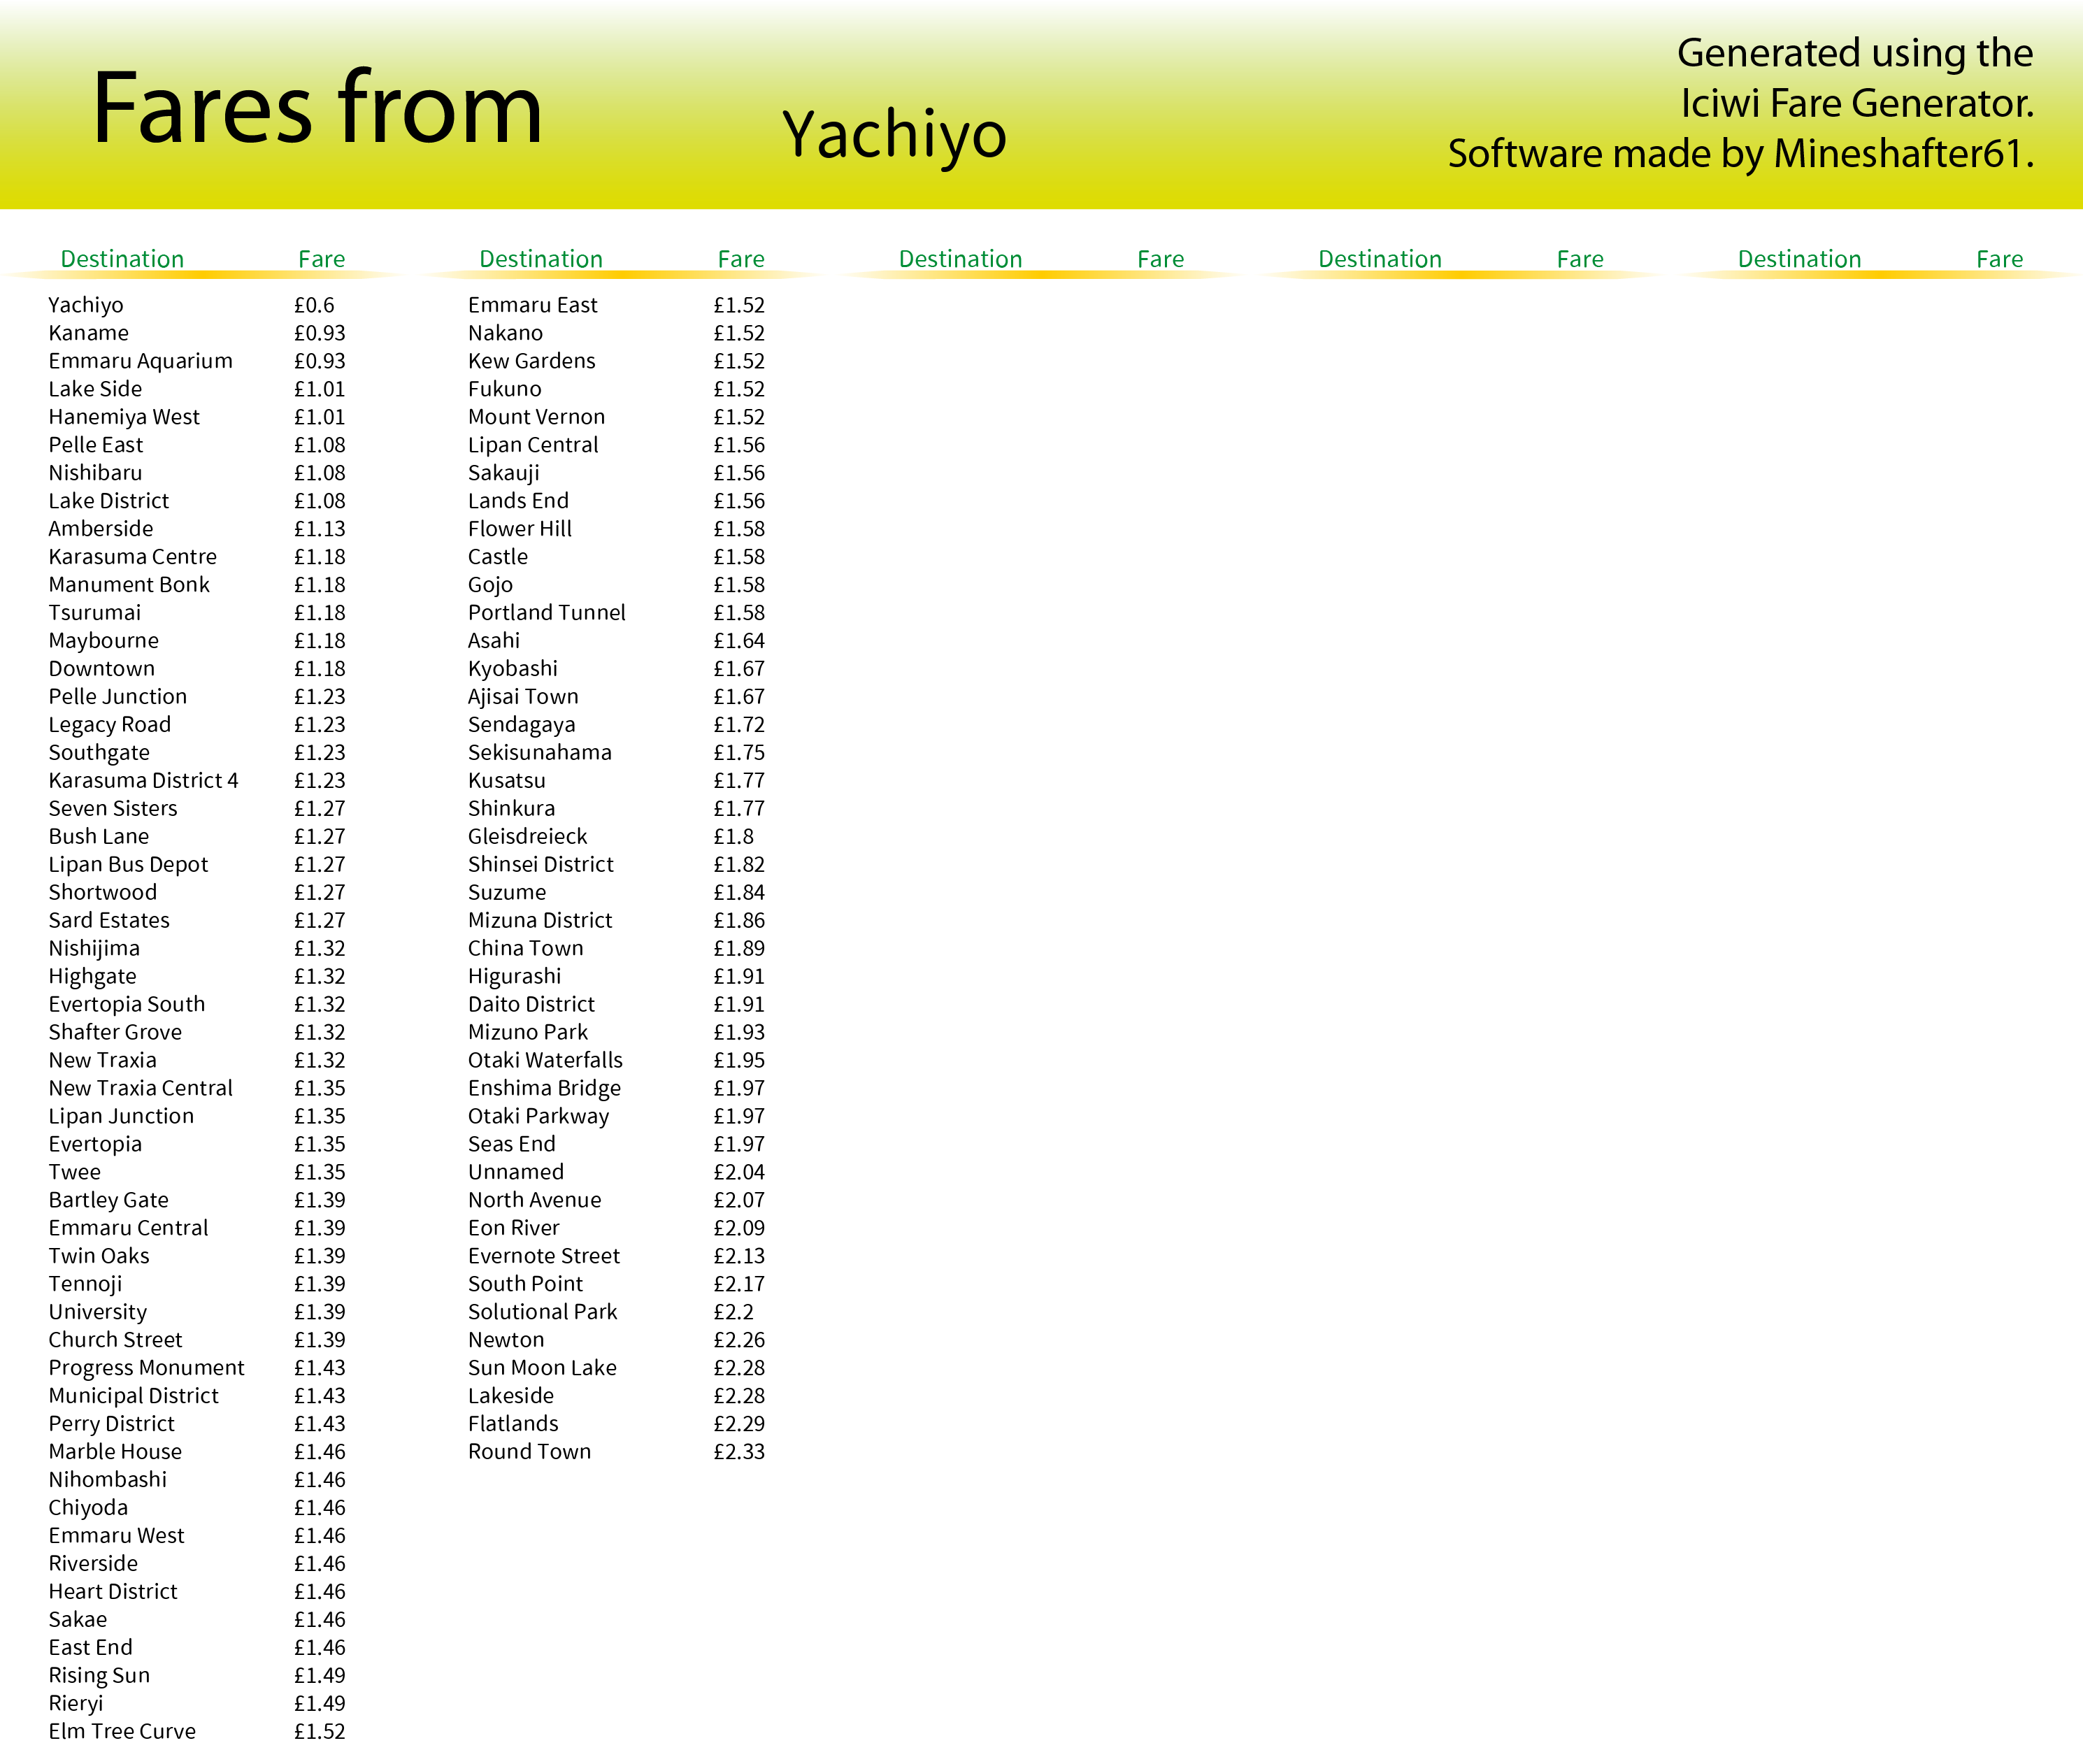 Fares from
Yachiyo
Generated using the
Iciwi Fare Generator.
Software made by Mineshafter61.
Destination Fare
Yachiyo £0.6
Kaname £0.93
Emmaru Aquarium £0.93
Lake Side £1.01
Hanemiya West £1.01
Pelle East £1.08
Nishibaru £1.08
Lake District £1.08
Amberside £1.13
Karasuma Centre £1.18
Manument Bonk £1.18
Tsurumai £1.18
Maybourne £1.18
Downtown £1.18
Pelle Junction £1.23
Legacy Road £1.23
Southgate £1.23
Karasuma District 4 £1.23
Seven Sisters £1.27
Bush Lane £1.27
Lipan Bus Depot £1.27
Shortwood £1.27
Sard Estates £1.27
Nishijima £1.32
Highgate £1.32
Evertopia South £1.32
Shafter Grove £1.32
New Traxia £1.32
New Traxia Central £1.35
Lipan Junction £1.35
Evertopia £1.35
Twee £1.35
Bartley Gate £1.39
Emmaru Central £1.39
Twin Oaks £1.39
Tennoji £1.39
University £1.39
Church Street £1.39
Progress Monument £1.43
Municipal District £1.43
Perry District £1.43
Marble House £1.46
Nihombashi £1.46
Chiyoda £1.46
Emmaru West £1.46
Riverside £1.46
Heart District £1.46
Sakae £1.46
East End £1.46
Rising Sun £1.49
Rieryi £1.49
Elm Tree Curve £1.52
Destination Fare
Emmaru East £1.52
Nakano £1.52
Kew Gardens £1.52
Fukuno £1.52
Mount Vernon £1.52
Lipan Central £1.56
Sakauji £1.56
Lands End £1.56
Flower Hill £1.58
Castle £1.58
Gojo £1.58
Portland Tunnel £1.58
Asahi £1.64
Kyobashi £1.67
Ajisai Town £1.67
Sendagaya £1.72
Sekisunahama £1.75
Kusatsu £1.77
Shinkura £1.77
Gleisdreieck £1.8
Shinsei District £1.82
Suzume £1.84
Mizuna District £1.86
China Town £1.89
Higurashi £1.91
Daito District £1.91
Mizuno Park £1.93
Otaki Waterfalls £1.95
Enshima Bridge £1.97
Otaki Parkway £1.97
Seas End £1.97
Unnamed £2.04
North Avenue £2.07
Eon River £2.09
Evernote Street £2.13
South Point £2.17
Solutional Park £2.2
Newton £2.26
Sun Moon Lake £2.28
Lakeside £2.28
Flatlands £2.29
Round Town £2.33
Destination Fare
Destination Fare
Destination Fare